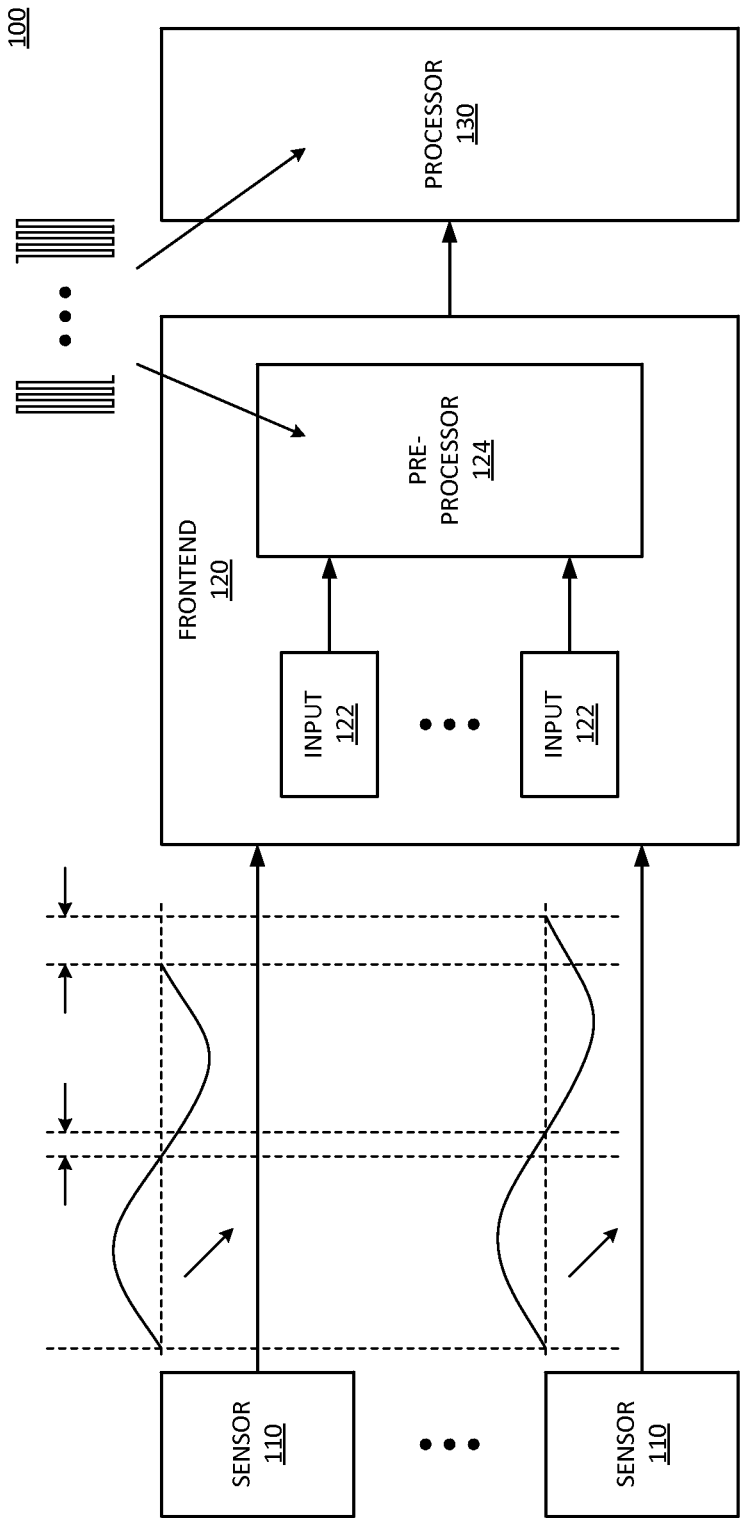 100
SENSOR
110
SENSOR
110
FRONTEND
120
INPUT
122
INPUT
122
PRE-
PROCESSOR
124
PROCESSOR
130